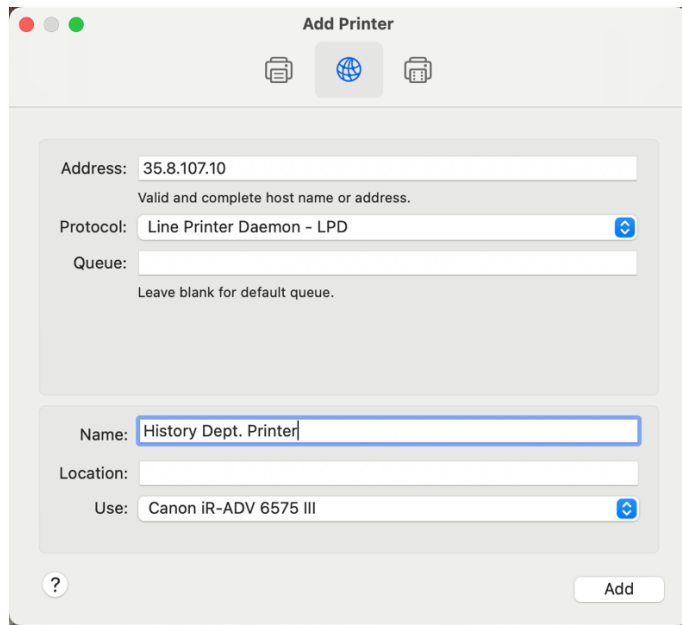 Add Printer
Address: 35.8.107.10
Valid and complete host name or address.
Protocol: Line Printer Daemon - LPD
Queue:
Leave blank for default queue.
Name: History Dept. Printer
Location:
Use: Canon iR-ADV 6575 III
?
Add